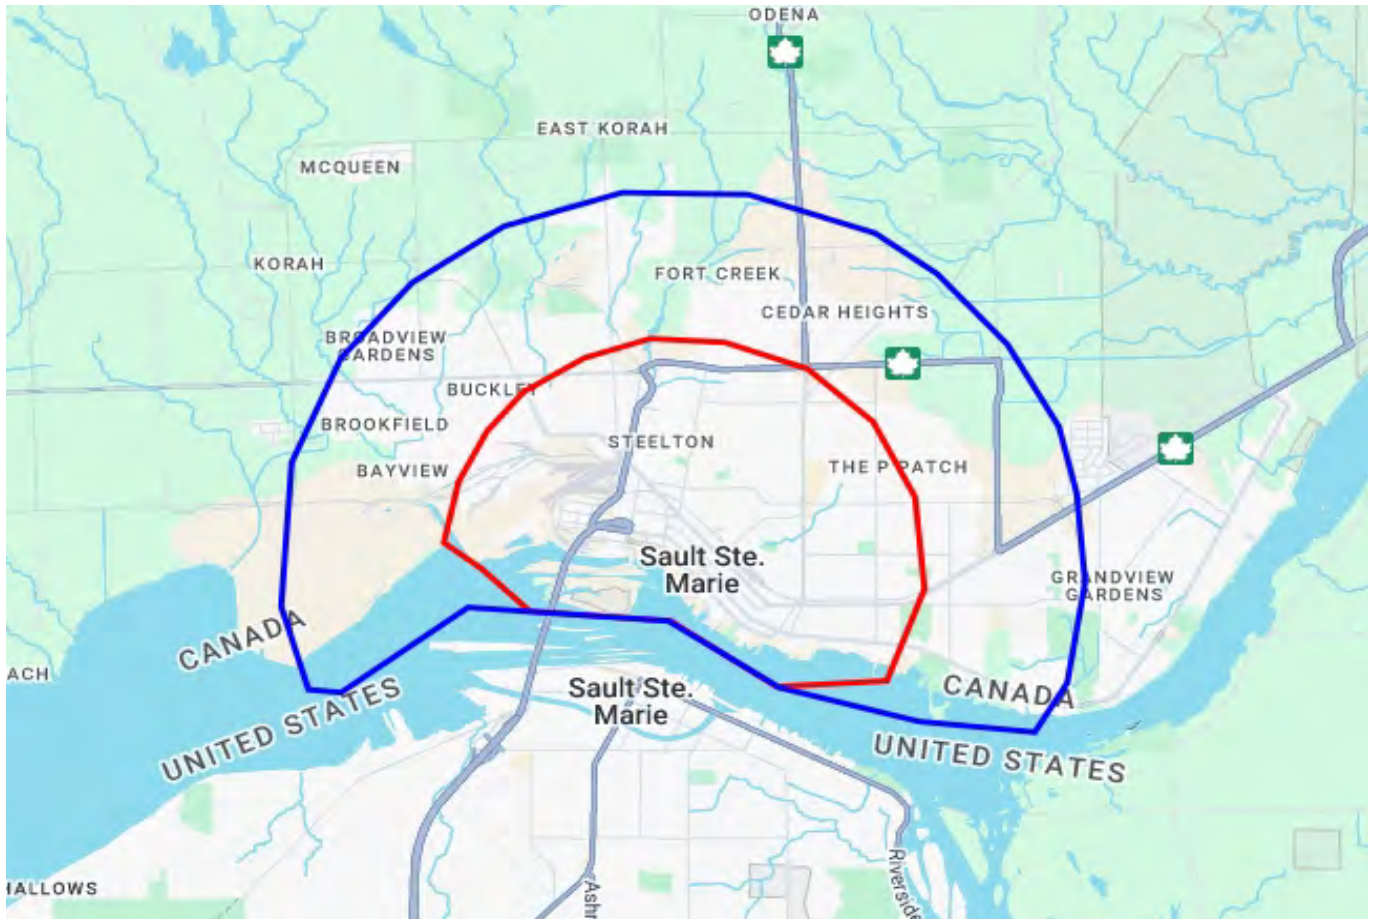 ODENA
EAST KORAH
MCQUEEN
KORAH
FORT CREEK
CEDAR HEIGHTS
BROADVIEW
GARDENS
BUCKLEY
BROOKFIELD
STEELTON
BAYVIEW
THE P PATCH
Sault Ste.
Marie
GRANDVIEW
GARDENS
CANADA
ACH
UNITED STATES
Sault Ste.
Marie
CANADA
UNITED STATES
HALLOWS
Ashm
Riverside